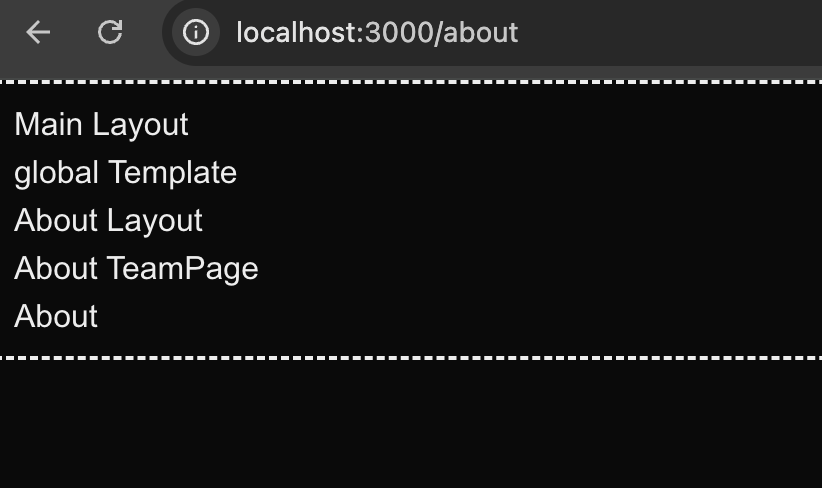 localhost:3000/about
Main Layout
global Template
About Layout
About TeamPage
About